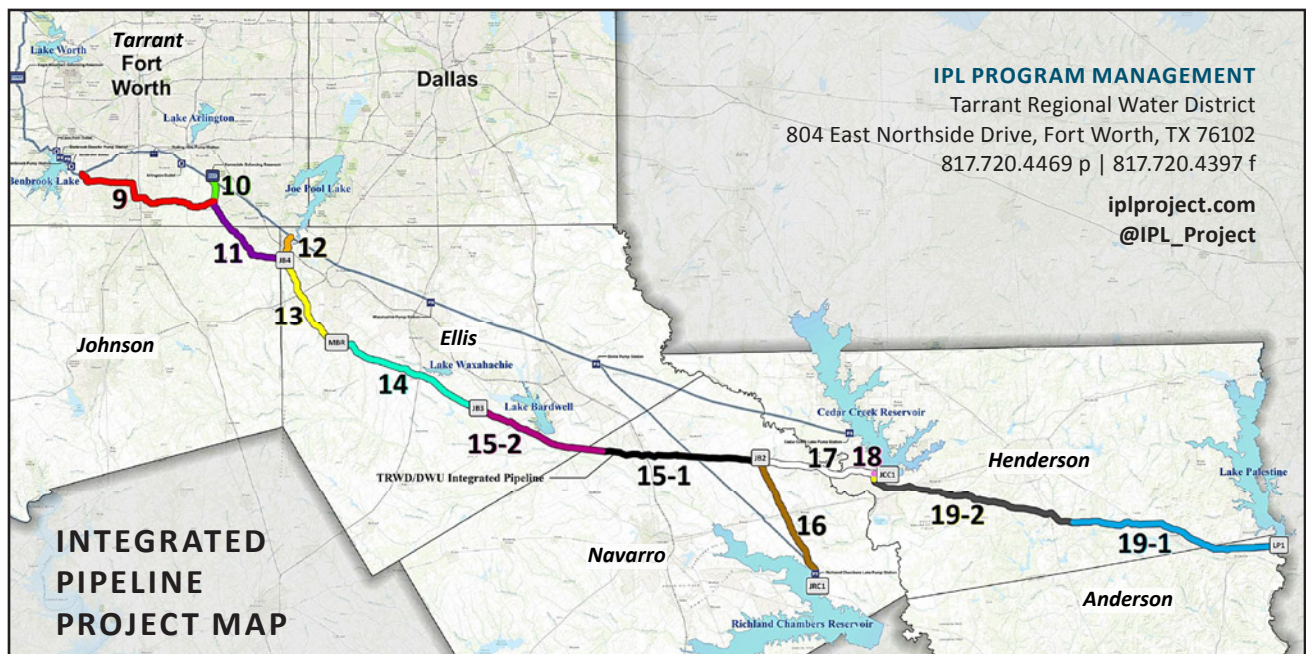 Tarrant
Fort
Worth
Dallas
Lake Worth
Lake Arlington
Benbrook Lake
Joe Pool Lake
IPL PROGRAM MANAGEMENT
Tarrant Regional Water District
804 East Northside Drive, Fort Worth, TX 76102
817.720.4469 p | 817.720.4397 f
iplproject.com
@IPL_Project
9
10
11
12
JB4
13
MBR
Johnson
Ellis
14
Lake Waxahachie
JB3
Lake Bardwell
15-2
TRWD/DWU Integrated Pipeline
15-1
JB2
Cedar Creek Reservoir
17
18
JCC1
Henderson
Lake Palestine
19-2
19-1
LP1
16
Navarro
JRC1
Anderson
Richland Chambers Reservoir
INTEGRATED
PIPELINE
PROJECT MAP